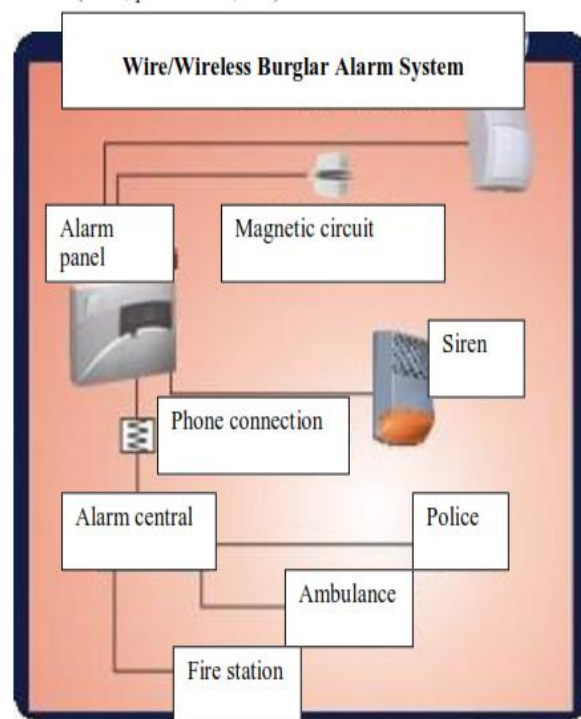 Wire/Wireless Burglar Alarm System
Alarm
panel
Magnetic circuit
Siren
Phone connection
Alarm central
Police
Ambulance
Fire station